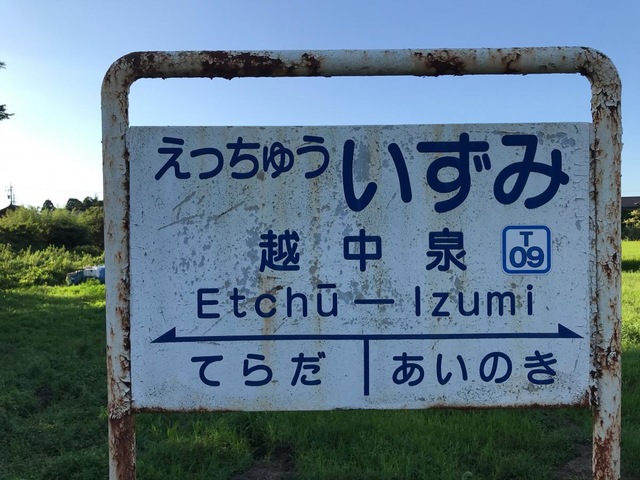 えっちゅういずみ
越中泉 T09
Etchū—Izumi
てらだ あいのき